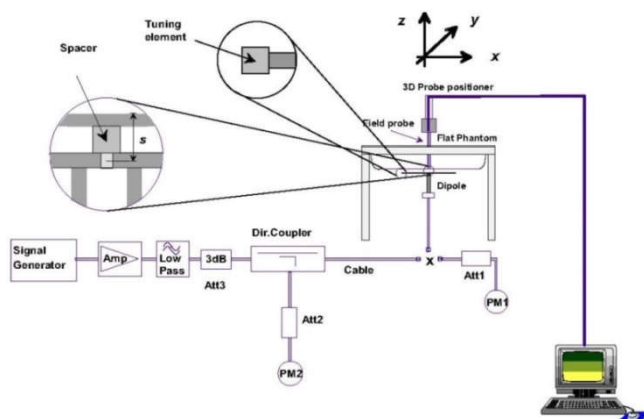 Tuning
element
Spacer
s
z
y
x
3D Probe positioner
Field probe
Flat Phantom
Dipole
Signal
Generator
Amp
Low
Pass
3dB
Att3
Dir.Coupler
Cable
x
Att1
PM1
Att2
PM2